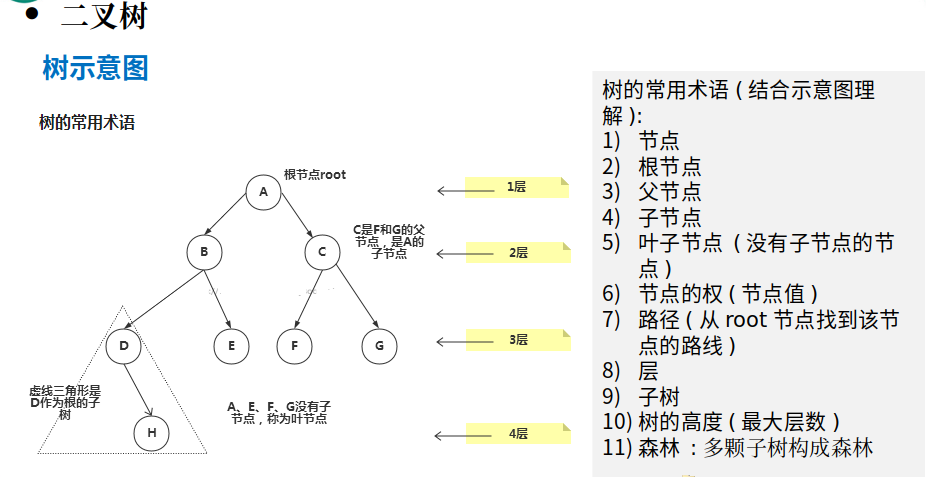 • 二叉树
树示意图
树的常用术语
根节点root
A
1层
C是F和G的父
节点，是A的
子节点
B
C
2层
D
E
F
G
3层
虚线三角形是
D作为根的子
树
A、E、F、G没有子
节点，称为叶节点
H
4层
树的常用术语 ( 结合示意图理
解 ):
1) 节点
2) 根节点
3) 父节点
4) 子节点
5) 叶子节点 ( 没有子节点的节
点 )
6) 节点的权 ( 节点值 )
7) 路径 ( 从 root 节点找到该节
点的路线 )
8) 层
9) 子树
10) 树的高度 ( 最大层数 )
11) 森林 ：多颗子树构成森林